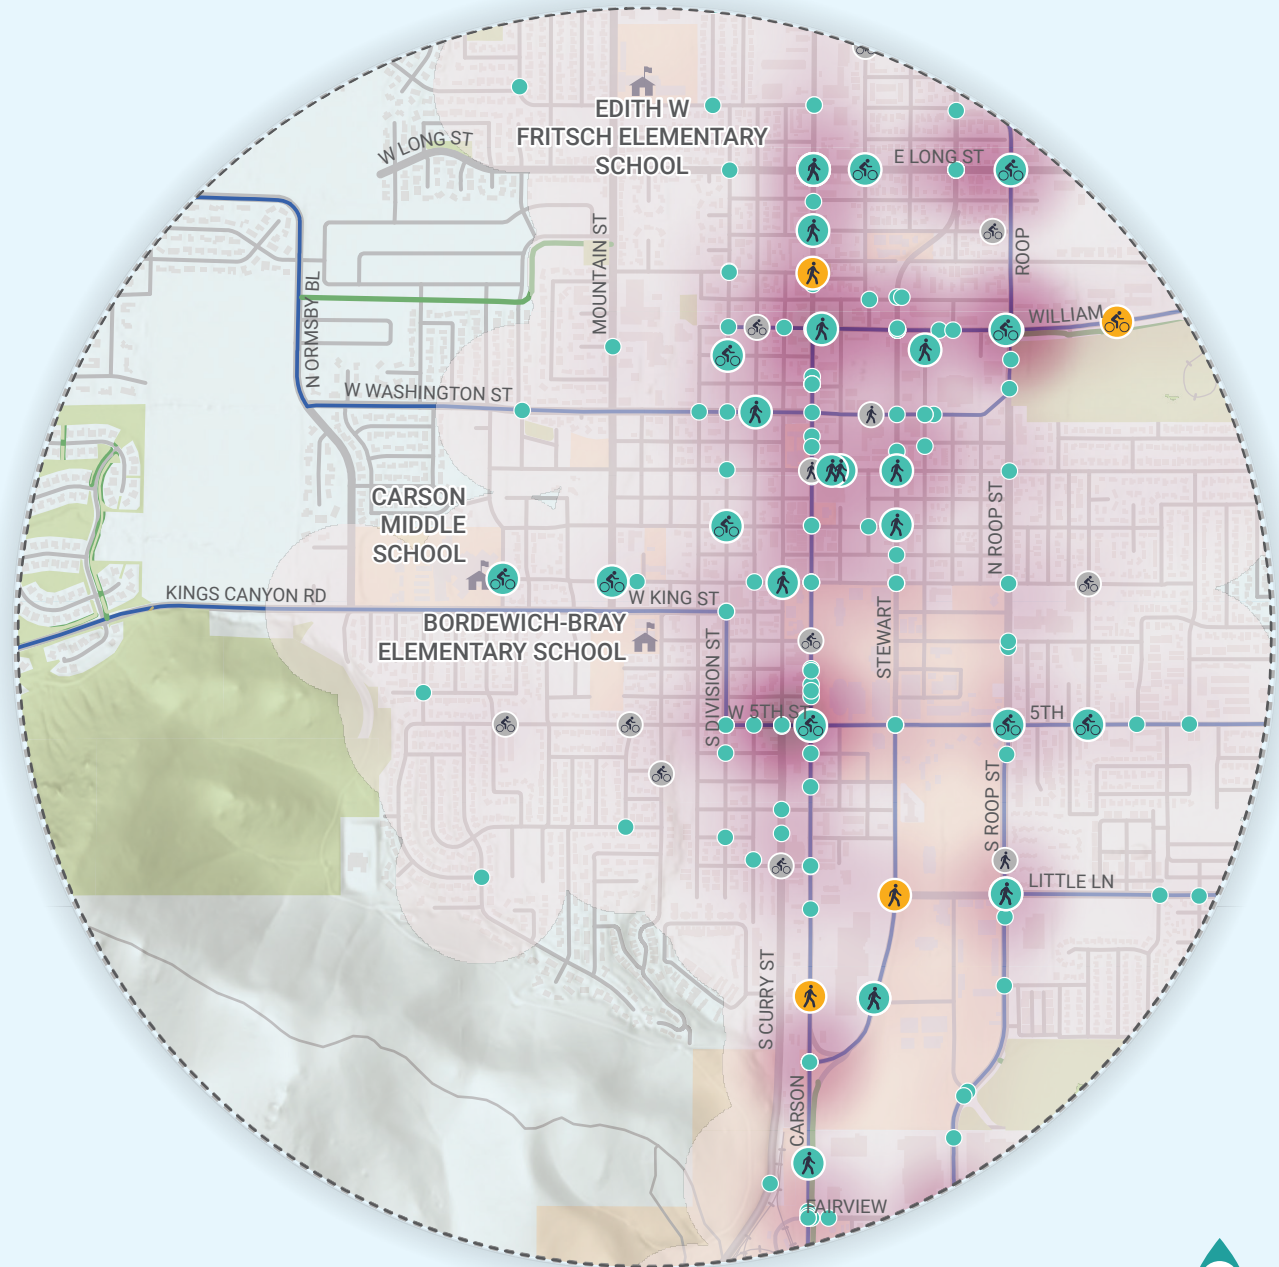 EDITH W
FRITSCH ELEMENTARY
SCHOOL
W LONG ST
E LONG ST
MOUNTAIN ST
ROOP
N ORMSBY BL
WILLIAM
W WASHINGTON ST
CARSON
MIDDLE
SCHOOL
N ROOP ST
KINGS CANYON RD
W KING ST
BORDEWICH-BRAY
ELEMENTARY SCHOOL
STEWART
S DIVISION ST
W 5TH ST
5TH
S ROOP ST
LITTLE LN
S CURRY ST
CARSON
FAIRVIEW